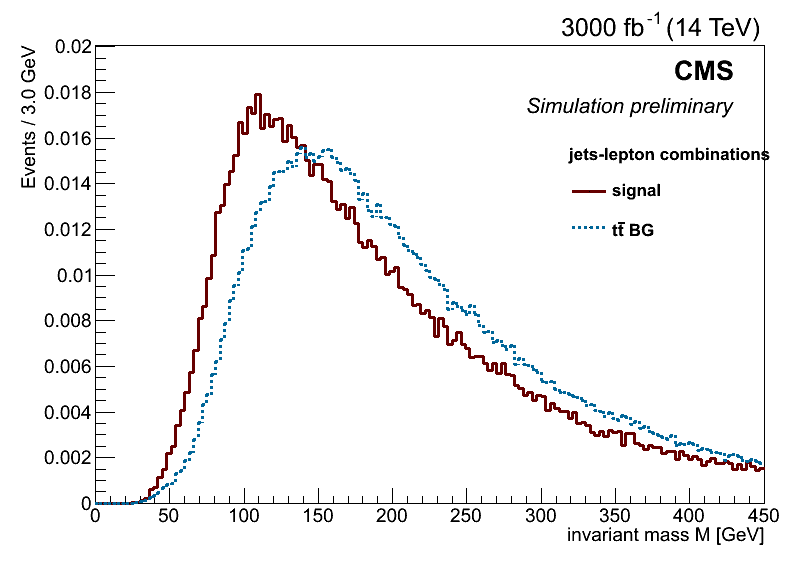 3000 fb⁻¹ (14 TeV)
CMS
Simulation preliminary
jets-lepton combinations
signal
tt̄ BG
Events / 3.0 GeV
0.02
0.018
0.016
0.014
0.012
0.01
0.008
0.006
0.004
0.002
0
0 50 100 150 200 250 300 350 400 450
invariant mass M [GeV]